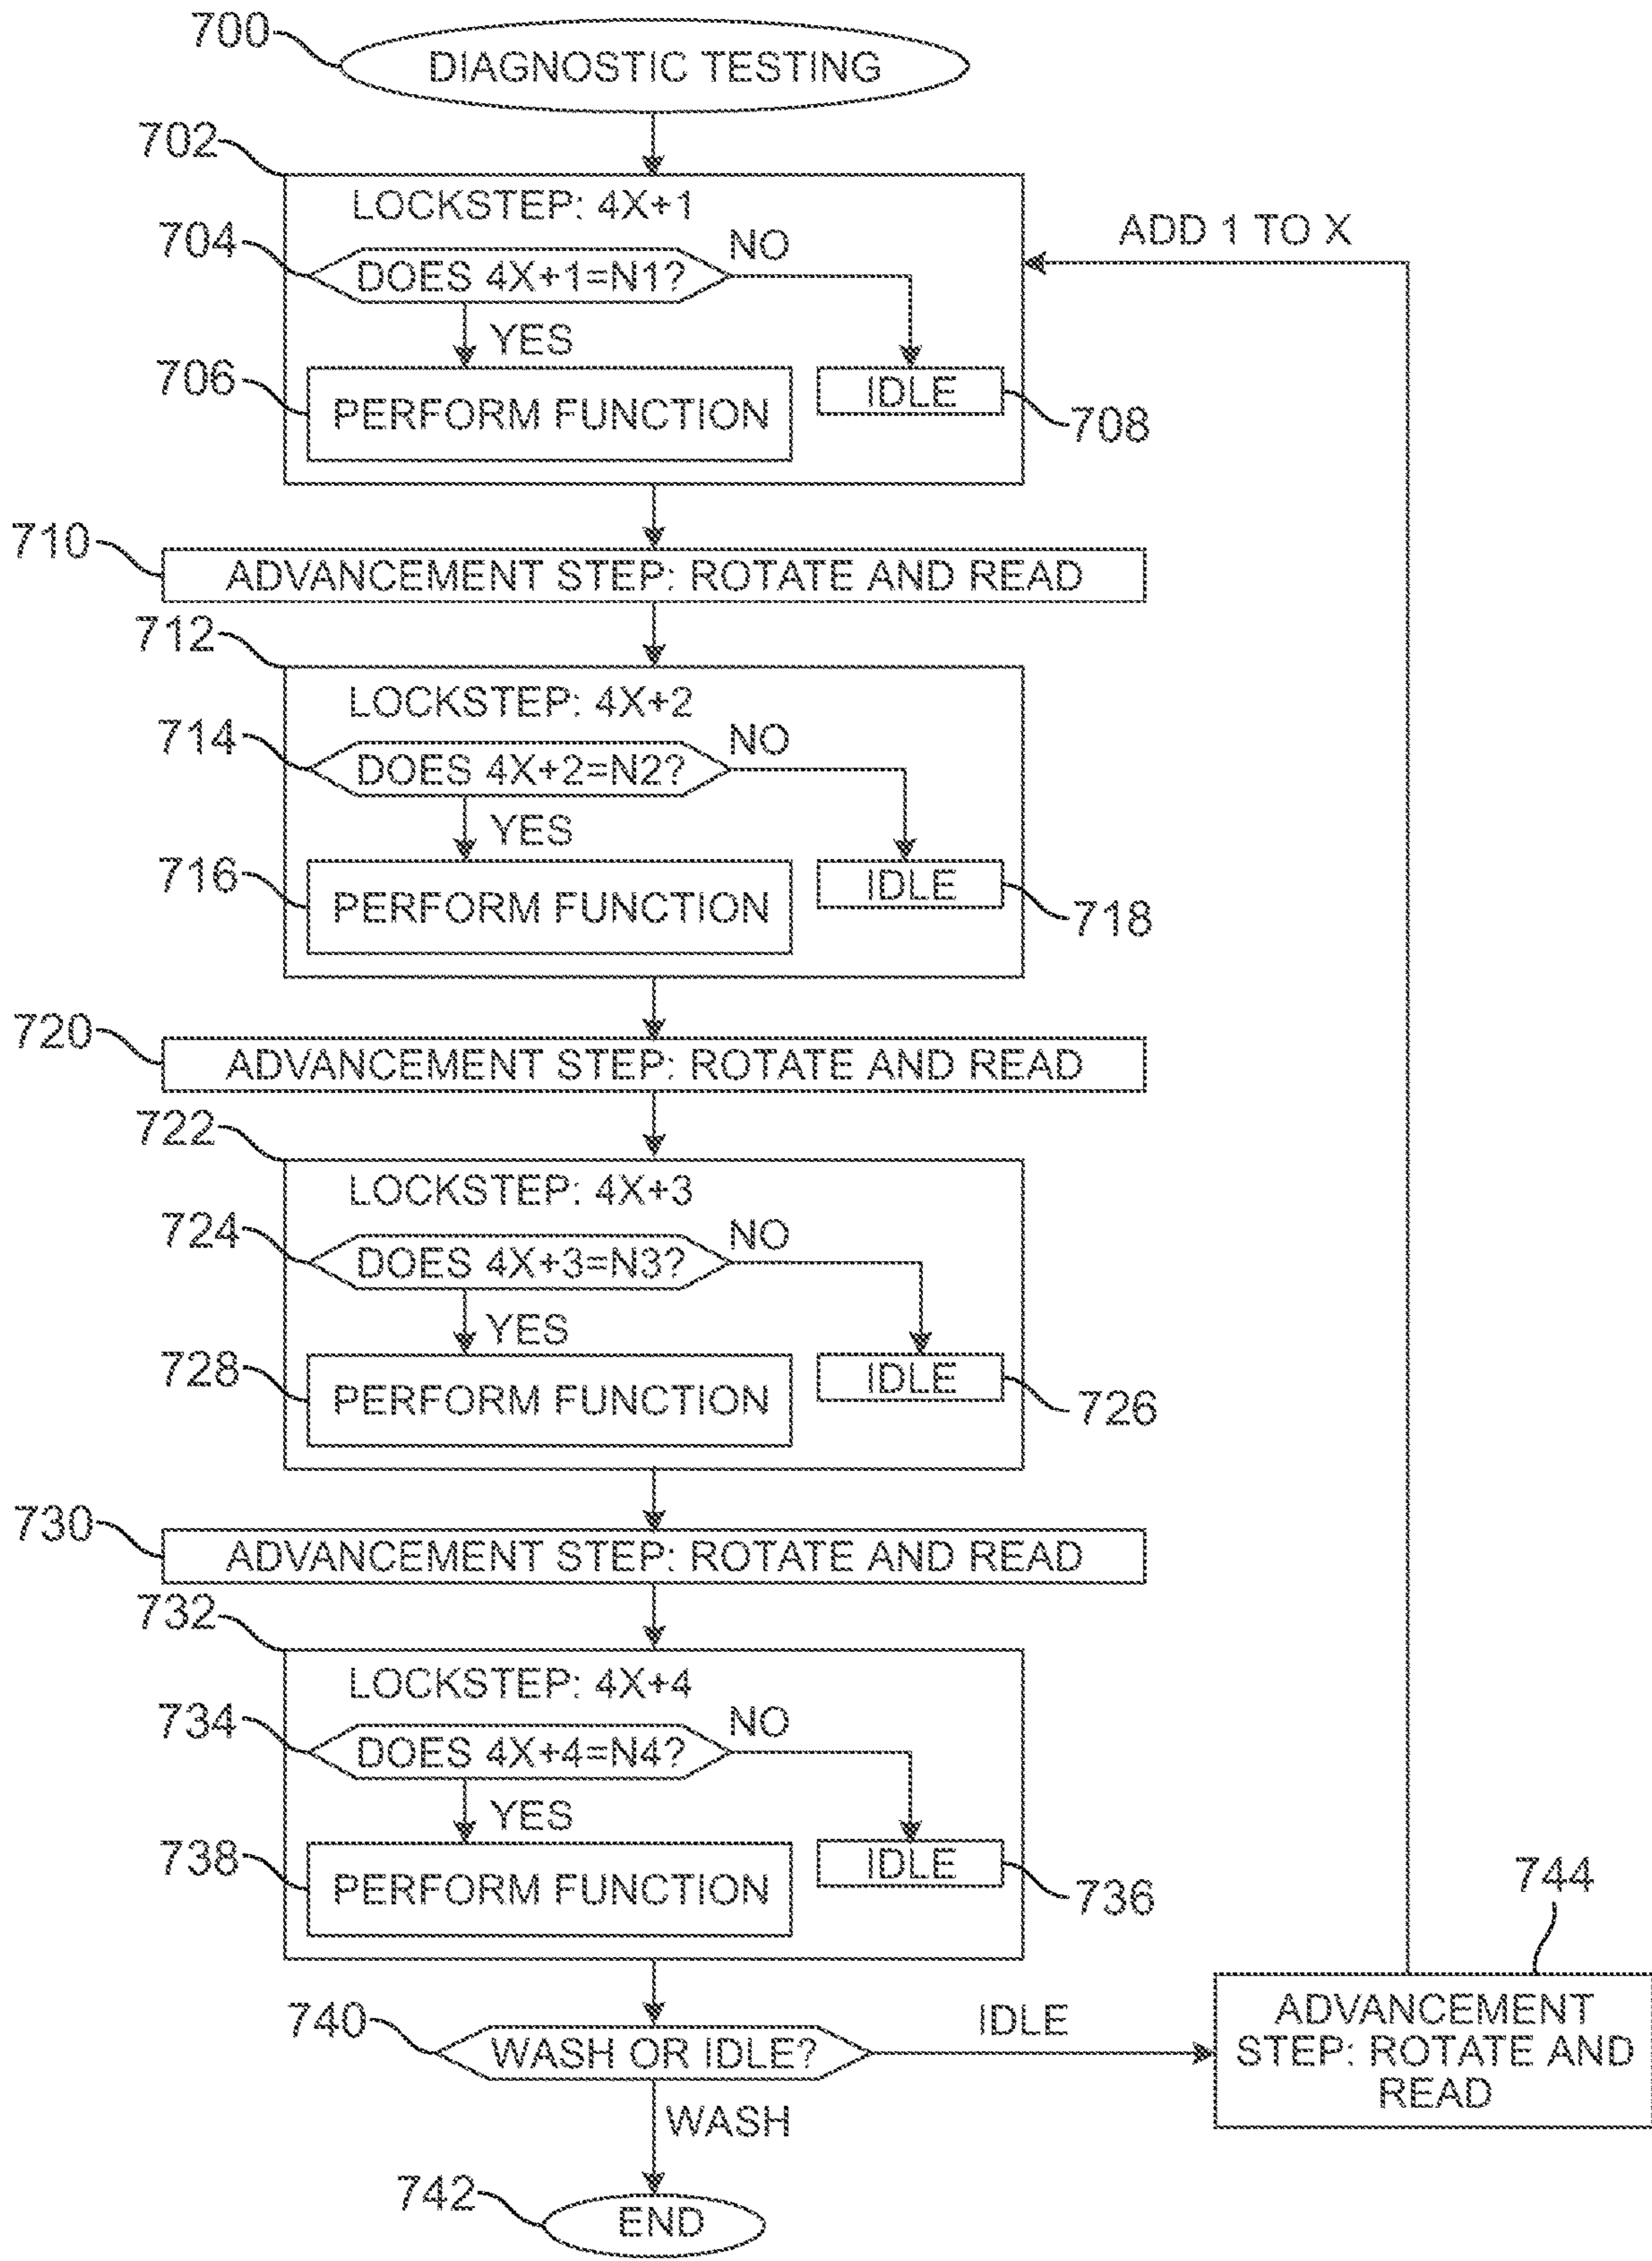 700
DIAGNOSTIC TESTING
702
LOCKSTEP: 4X+1
ADD 1 TO X
704
DOES 4X+1=N1?
NO
YES
706
PERFORM FUNCTION
IDLE
708
710
ADVANCEMENT STEP: ROTATE AND READ
712
LOCKSTEP: 4X+2
714
DOES 4X+2=N2?
NO
YES
716
PERFORM FUNCTION
IDLE
718
720
ADVANCEMENT STEP: ROTATE AND READ
722
LOCKSTEP: 4X+3
724
DOES 4X+3=N3?
NO
YES
728
PERFORM FUNCTION
IDLE
726
730
ADVANCEMENT STEP: ROTATE AND READ
732
LOCKSTEP: 4X+4
734
DOES 4X+4=N4?
NO
YES
738
PERFORM FUNCTION
IDLE
736
740
WASH OR IDLE?
IDLE
744
ADVANCEMENT
STEP: ROTATE AND
READ
WASH
742
END